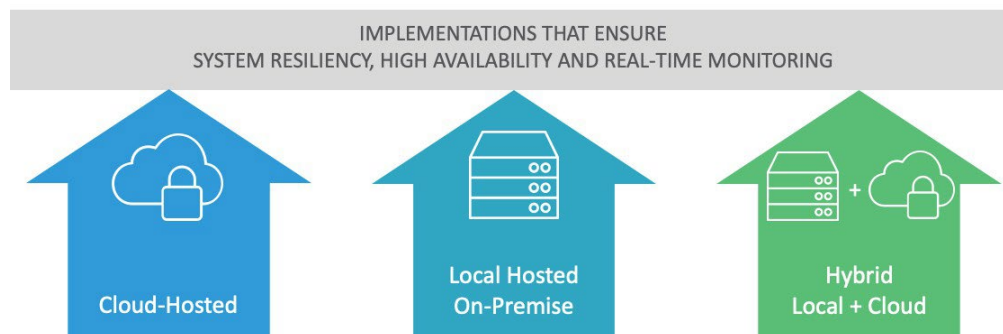 IMPLEMENTATIONS THAT ENSURE
SYSTEM RESILIENCY, HIGH AVAILABILITY AND REAL-TIME MONITORING
+
Cloud-Hosted
Local Hosted
On-Premise
Hybrid
Local + Cloud